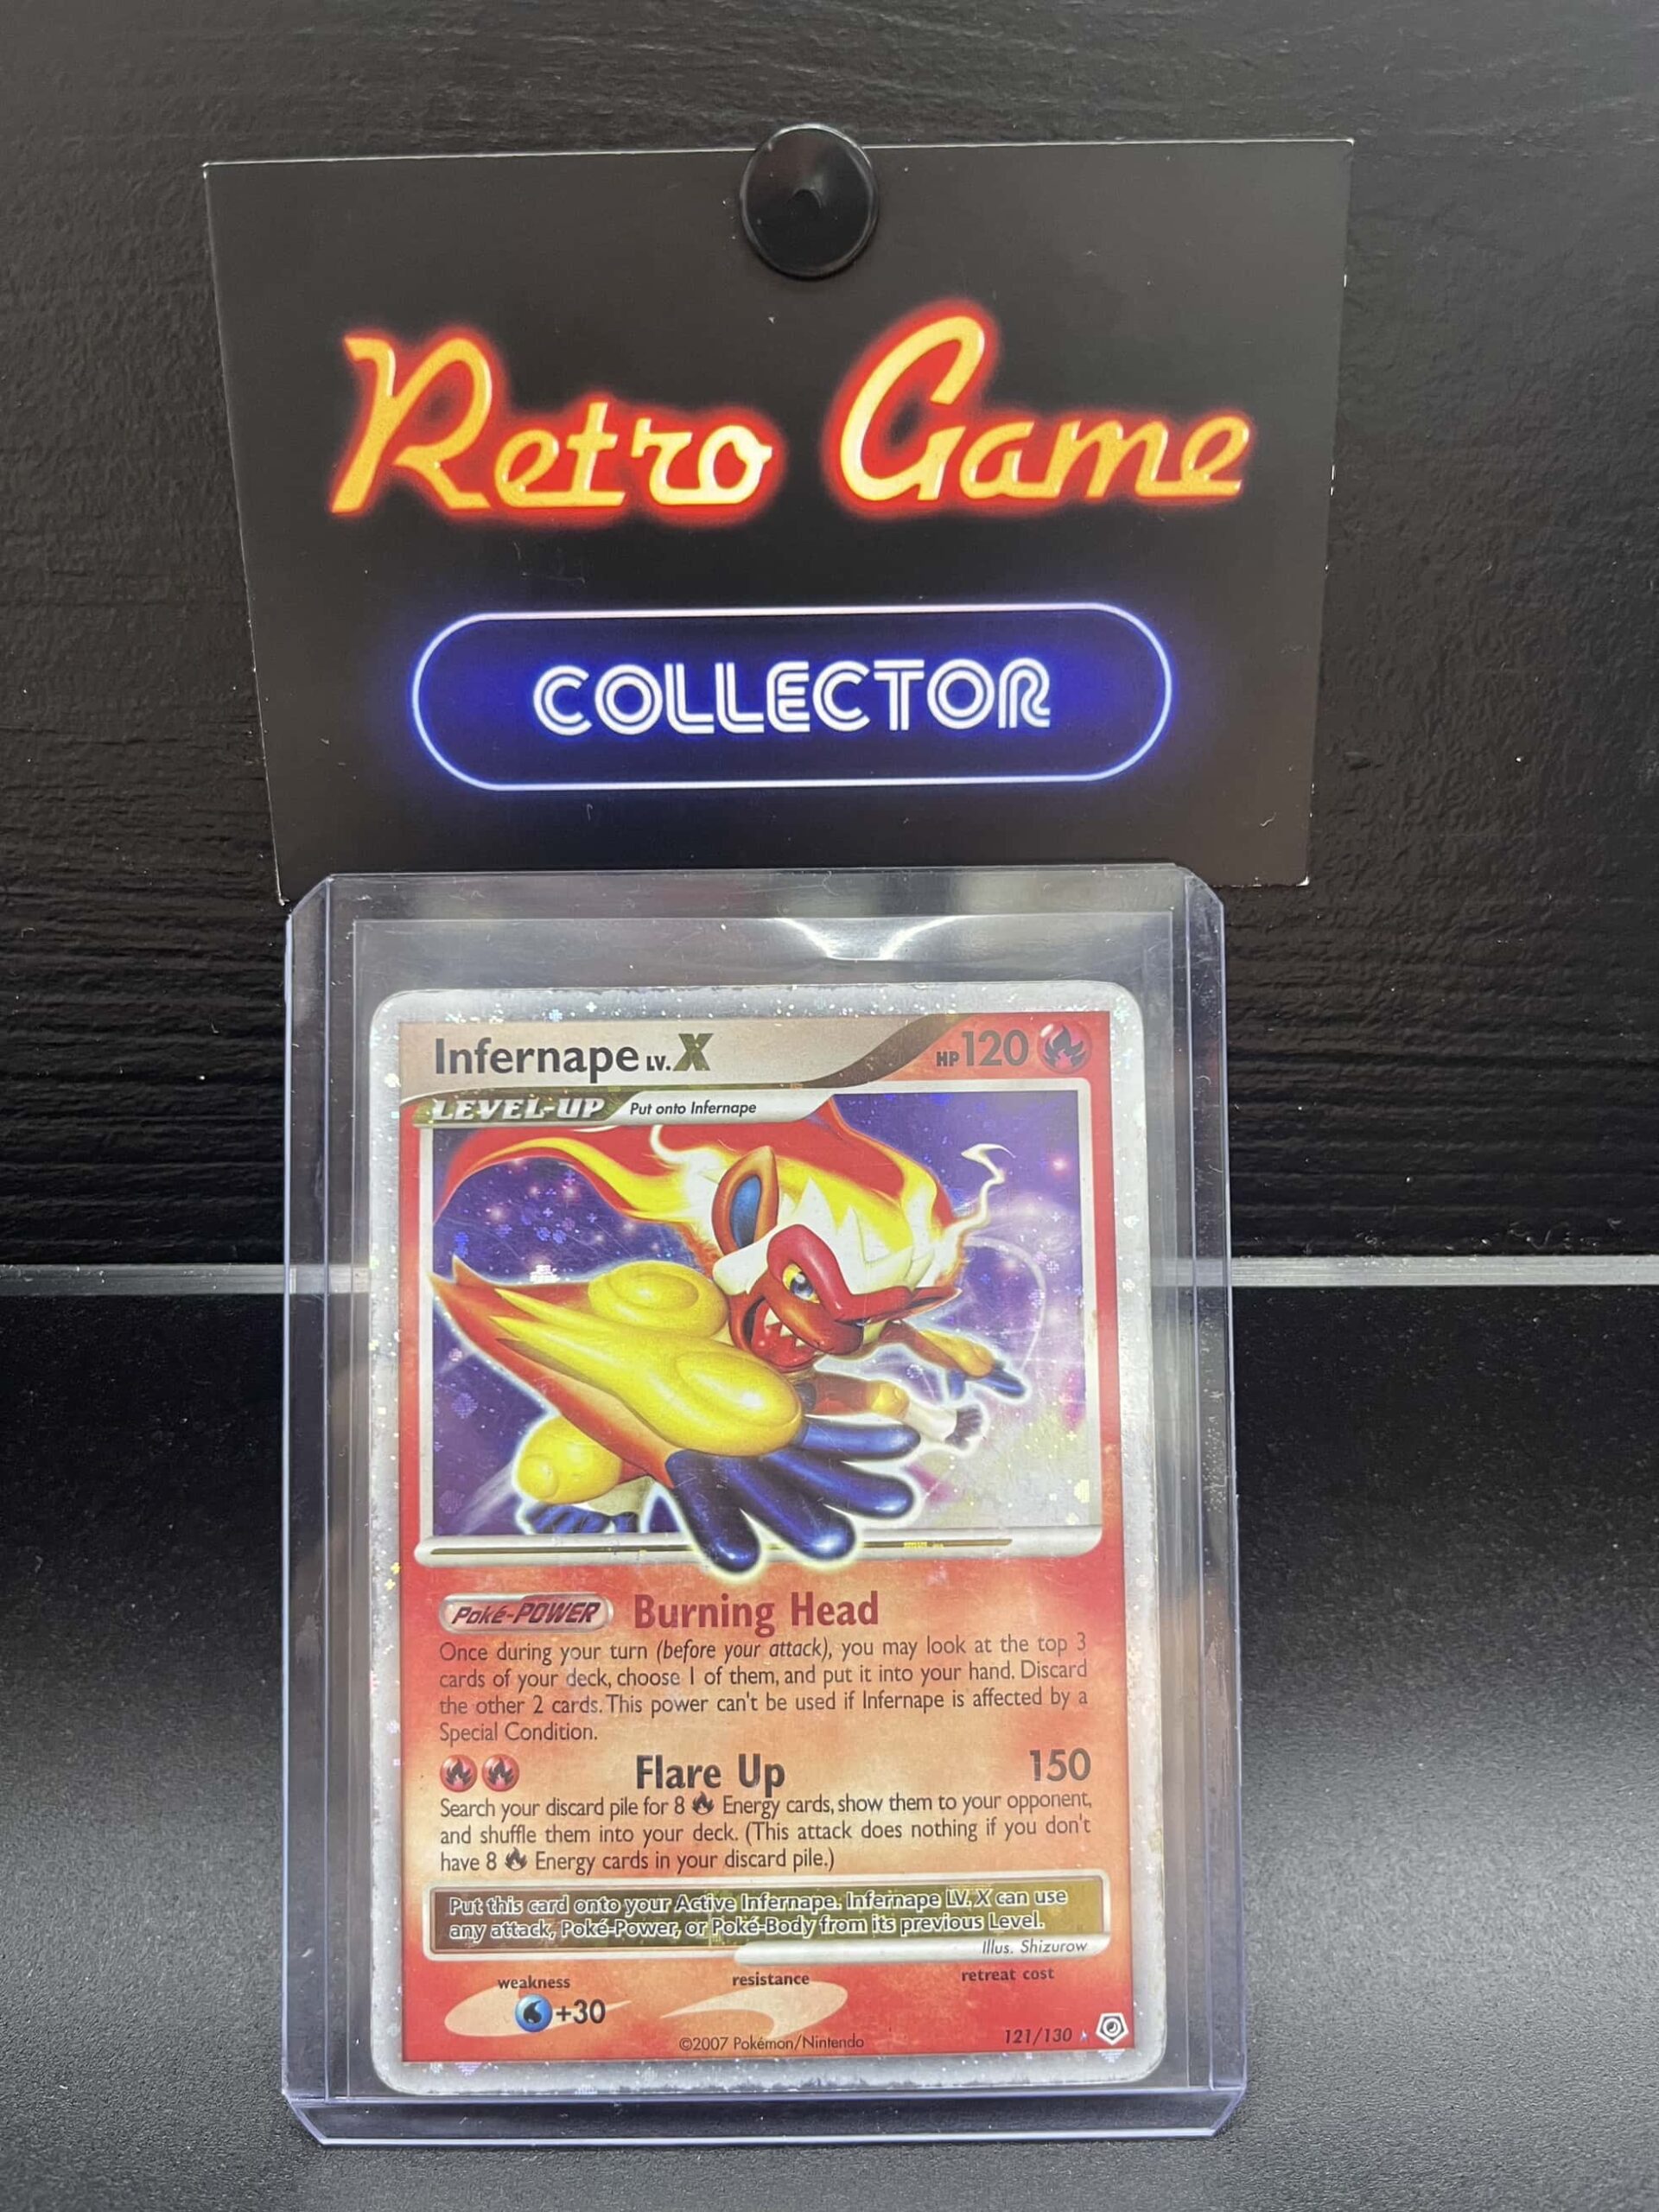 Retro Game
COLLECTOR
Infernape LV.X
HP 120
LEVEL-UP Put onto Infernape
Poké-POWER Burning Head
Once during your turn (before your attack), you may look at the top 3
cards of your deck, choose 1 of them, and put it into your hand. Discard
the other 2 cards. This power can't be used if Infernape is affected by a
Special Condition.
Flare Up 150
Search your discard pile for 8 Energy cards, show them to your opponent,
and shuffle them into your deck. (This attack does nothing if you don't
have 8 Energy cards in your discard pile.)
Put this card onto your Active Infernape. Infernape LV. X can use
any attack, Poké-Power, or Poké-Body from its previous Level.
Illus. Shizurow
weakness resistance retreat cost
+30
©2007 Pokémon/Nintendo 121/130